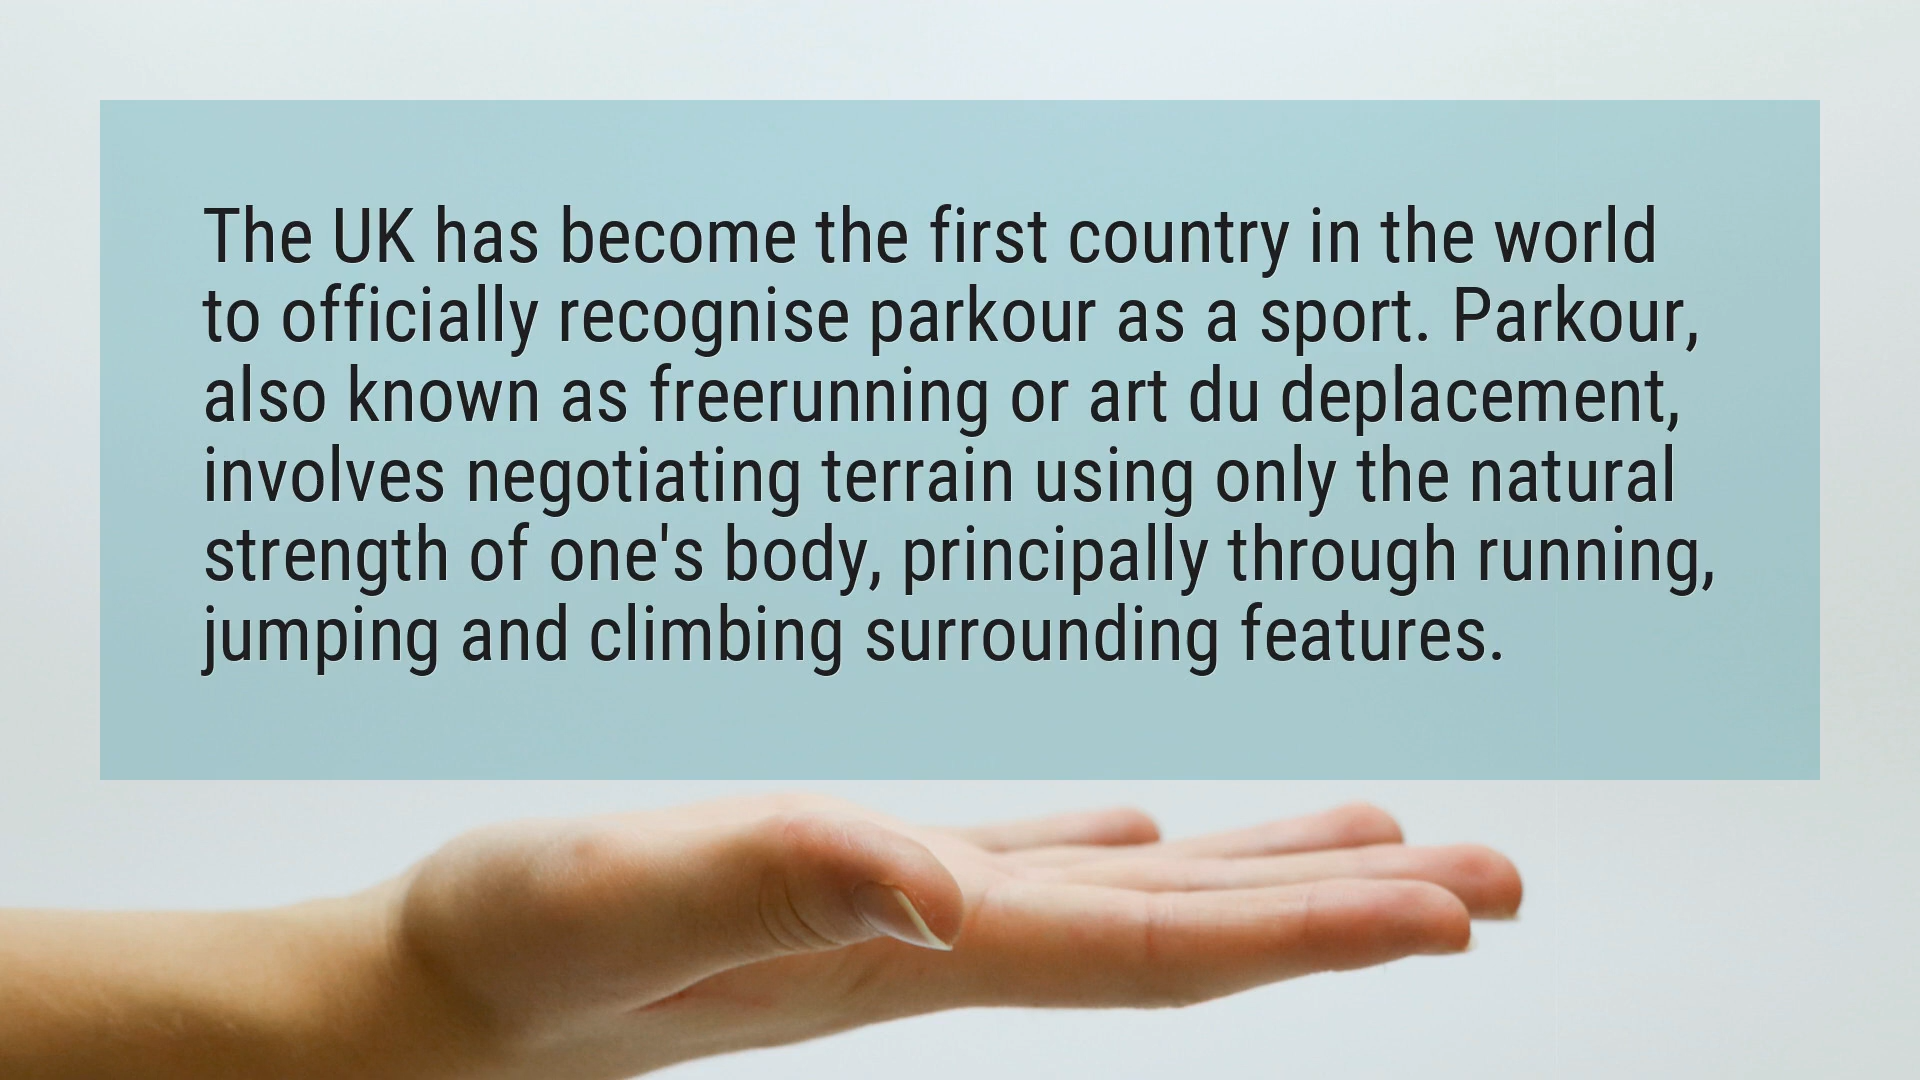 The UK has become the first country in the world
to officially recognise parkour as a sport. Parkour,
also known as freerunning or art du deplacement,
involves negotiating terrain using only the natural
strength of one's body, principally through running,
jumping and climbing surrounding features.